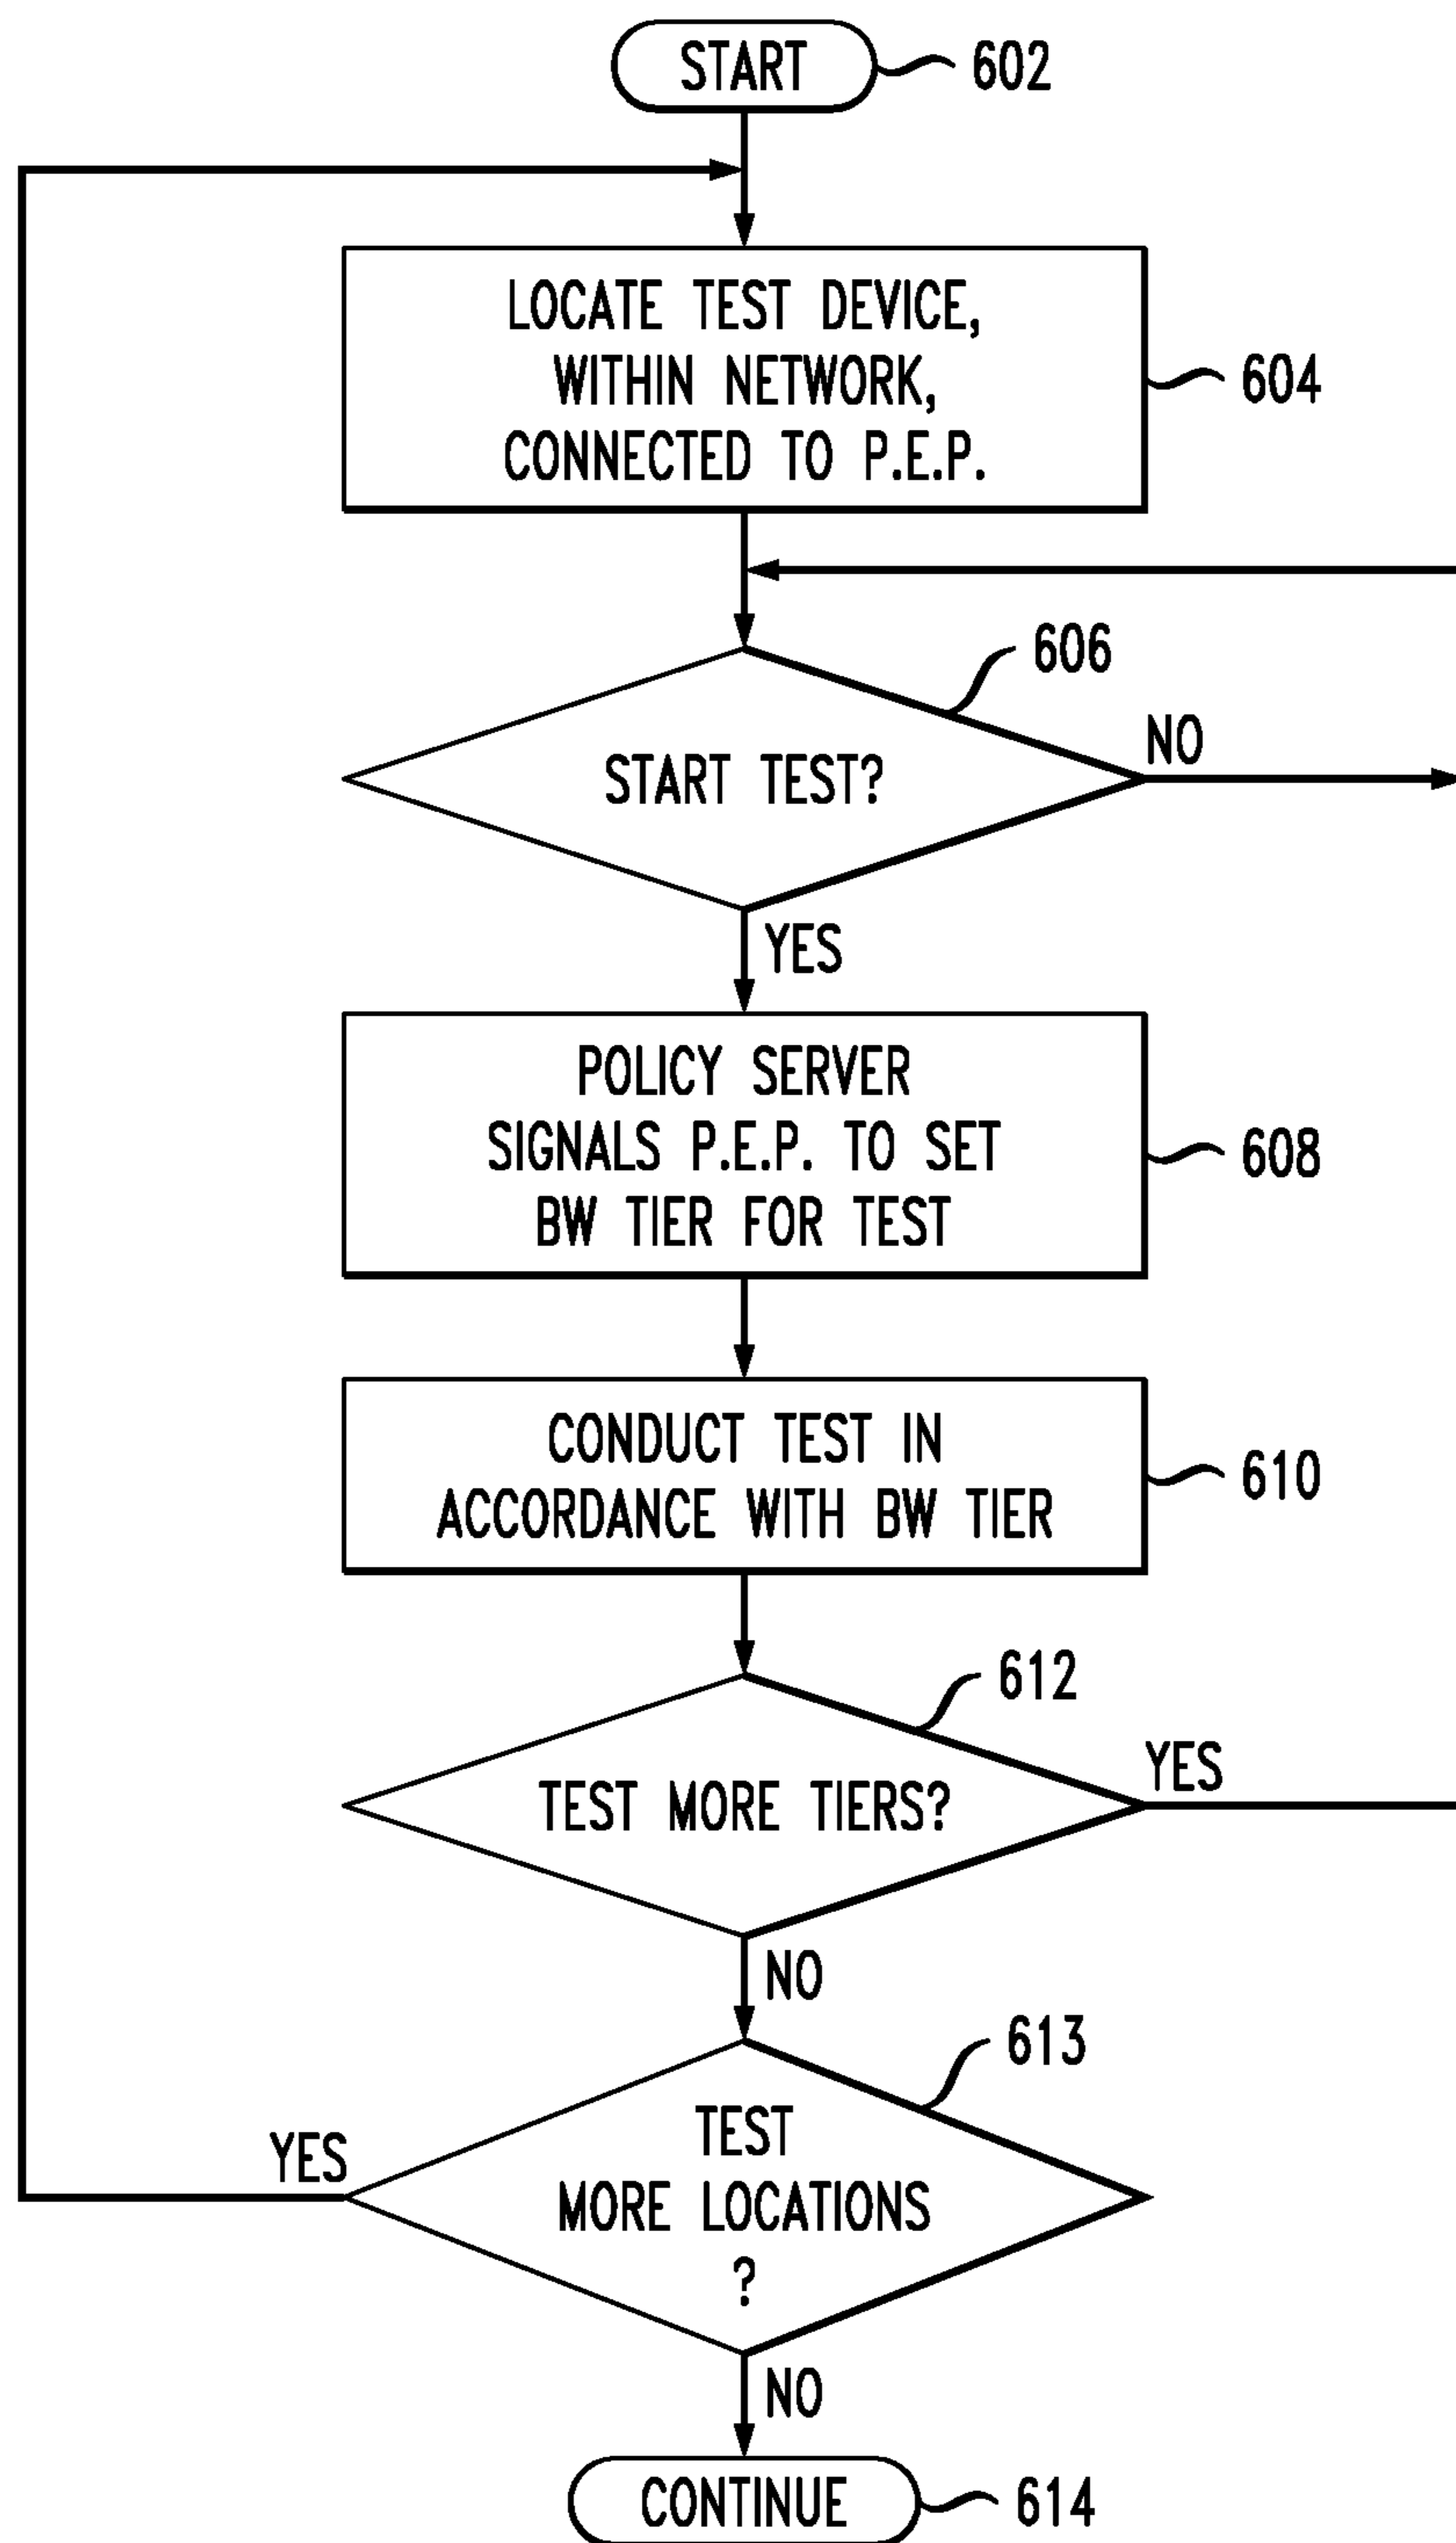 START
602
LOCATE TEST DEVICE,
WITHIN NETWORK,
CONNECTED TO P.E.P.
604
606
START TEST?
NO
YES
POLICY SERVER
SIGNALS P.E.P. TO SET
BW TIER FOR TEST
608
CONDUCT TEST IN
ACCORDANCE WITH BW TIER
610
612
TEST MORE TIERS?
YES
NO
613
TEST
MORE LOCATIONS
?
YES
NO
CONTINUE
614